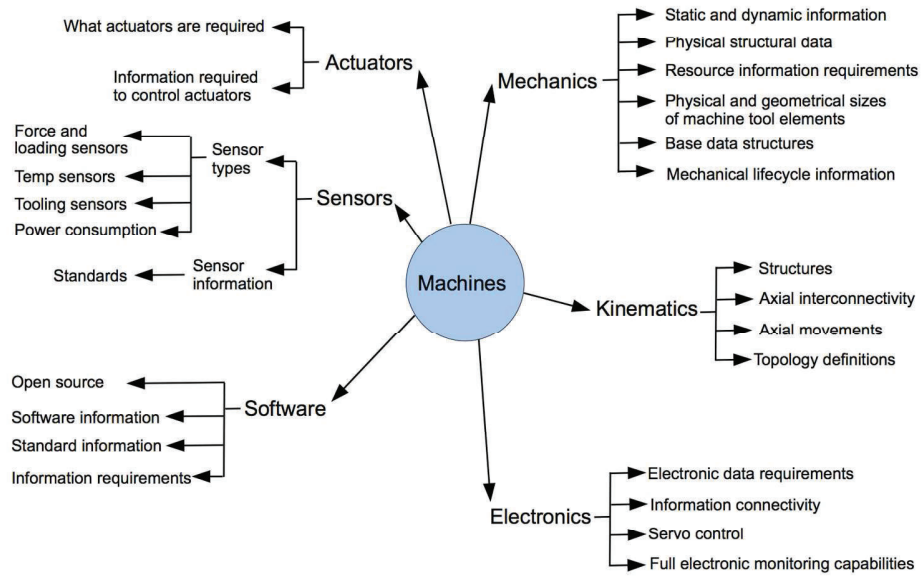 What actuators are required
Information required
to control actuators
Actuators
Force and
loading sensors
Temp sensors
Tooling sensors
Power consumption
Sensor
types
Standards
Sensor
information
Sensors
Open source
Software information
Standard information
Information requirements
Software
Machines
Mechanics
Static and dynamic information
Physical structural data
Resource information requirements
Physical and geometrical sizes
of machine tool elements
Base data structures
Mechanical lifecycle information
Kinematics
Structures
Axial interconnectivity
Axial movements
Topology definitions
Electronics
Electronic data requirements
Information connectivity
Servo control
Full electronic monitoring capabilities